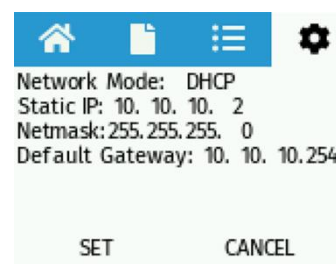 Network Mode: DHCP
Static IP: 10. 10. 10. 2
Netmask:255.255.255. 0
Default Gateway: 10. 10. 10.254
SET CANCEL